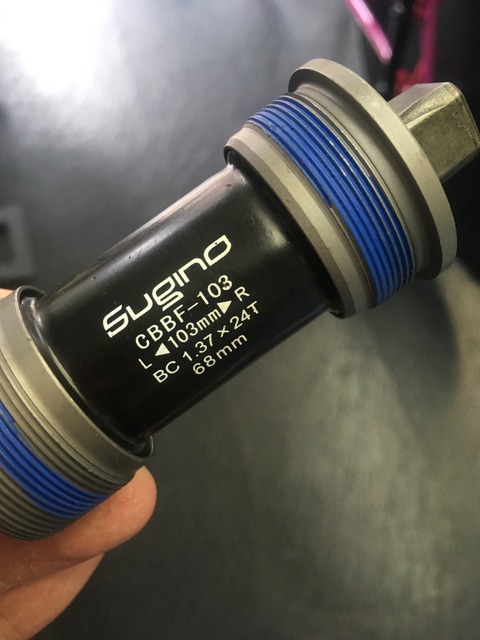 Sugino
CBBF-103
L ◀103mm▶ R
BC 1.37 × 24T
68mm